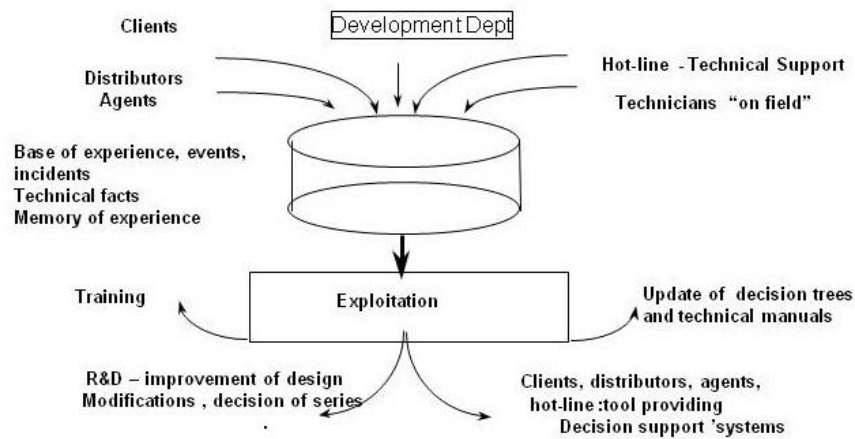 Clients
Development Dept
Hot-line - Technical Support
Distributors
Agents
Technicians “on field”
Base of experience, events,
incidents
Technical facts
Memory of experience
Training
Exploitation
Update of decision trees
and technical manuals
R&D – improvement of design
Modifications , decision of series
.
Clients, distributors, agents,
hot-line :tool providing
Decision support ’systems